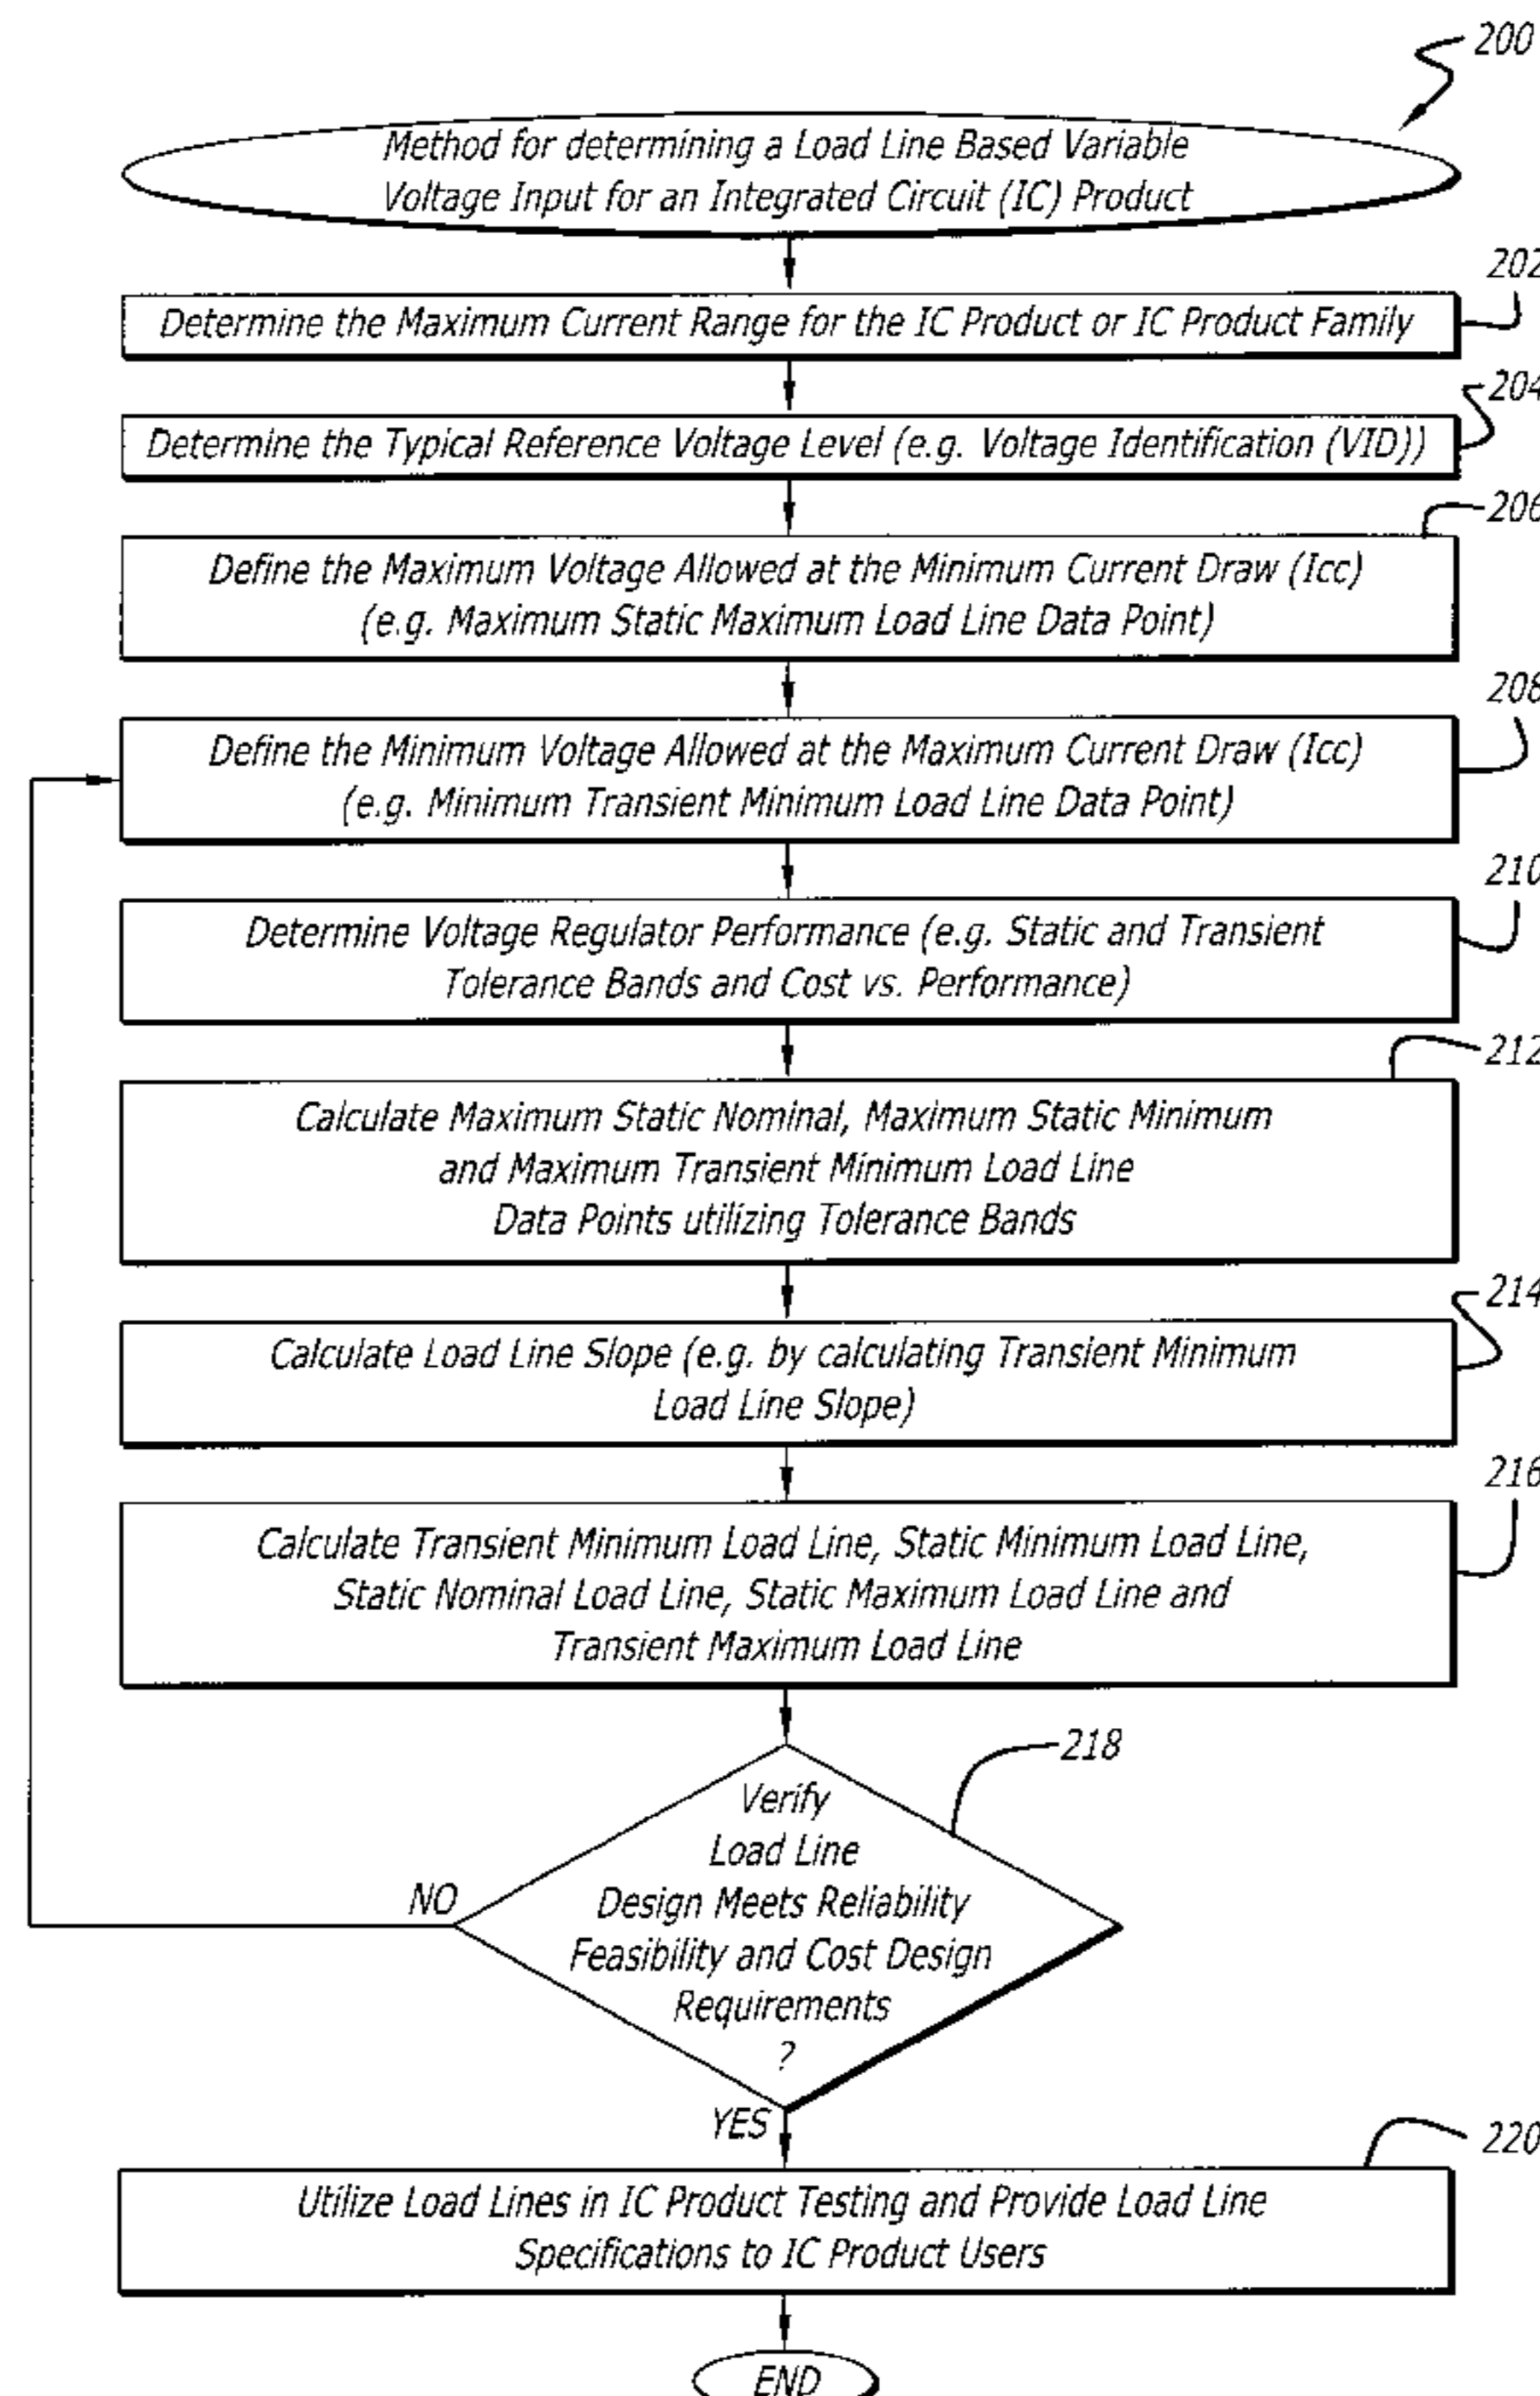 200
Method for determining a Load Line Based Variable
Voltage Input for an Integrated Circuit (IC) Product
202
Determine the Maximum Current Range for the IC Product or IC Product Family
204
Determine the Typical Reference Voltage Level (e.g. Voltage Identification (VID))
206
Define the Maximum Voltage Allowed at the Minimum Current Draw (Icc)
(e.g. Maximum Static Maximum Load Line Data Point)
208
Define the Minimum Voltage Allowed at the Maximum Current Draw (Icc)
(e.g. Minimum Transient Minimum Load Line Data Point)
210
Determine Voltage Regulator Performance (e.g. Static and Transient
Tolerance Bands and Cost vs. Performance)
212
Calculate Maximum Static Nominal, Maximum Static Minimum
and Maximum Transient Minimum Load Line
Data Points utilizing Tolerance Bands
214
Calculate Load Line Slope (e.g. by calculating Transient Minimum
Load Line Slope)
216
Calculate Transient Minimum Load Line, Static Minimum Load Line,
Static Nominal Load Line, Static Maximum Load Line and
Transient Maximum Load Line
218
Verify
Load Line
Design Meets Reliability
Feasibility and Cost Design
Requirements
?
NO
YES
220
Utilize Load Lines in IC Product Testing and Provide Load Line
Specifications to IC Product Users
END